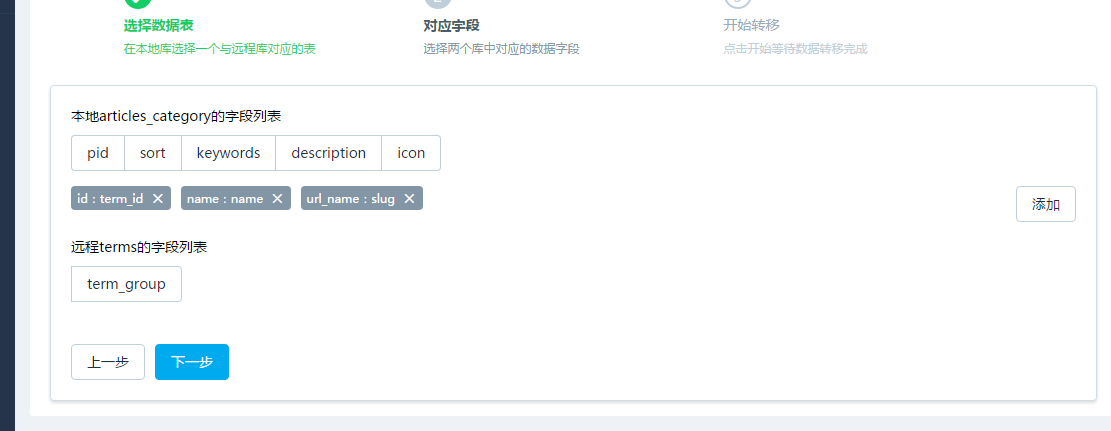 选择数据表 对应字段 开始转移
在本地库选择一个与远程库对应的表 选择两个库中对应的数据字段 点击开始等待数据转移完成
本地articles_category的字段列表
pid sort keywords description icon
id : term_id × name : name × url_name : slug × 添加
远程terms的字段列表
term_group
上一步 下一步